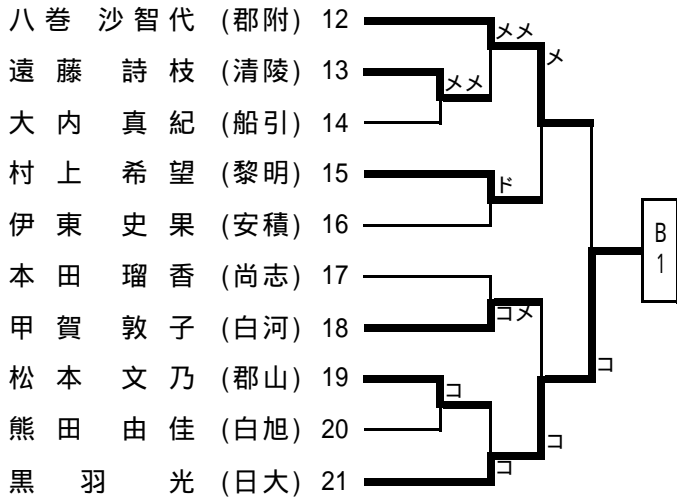 八巻 沙智代 (郡附) 12
遠藤 詩枝 (清陵) 13
大内 真紀 (船引) 14
村上 希望 (黎明) 15
伊東 史果 (安積) 16
本田 瑠香 (尚志) 17
甲賀 敦子 (白河) 18
松本 文乃 (郡山) 19
熊田 由佳 (白旭) 20
黒羽 光 (日大) 21
メメ
メ
メメ
ド
コメ
コ
コ
コ
コ
B
1